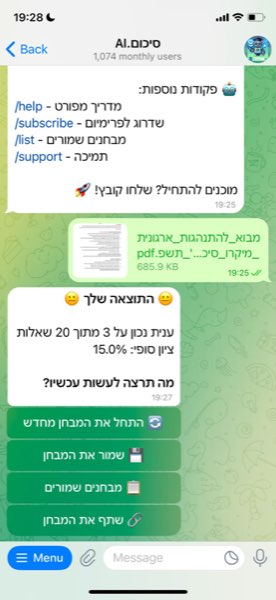 19:28
Back
סיכום.AI
1,074 monthly users
🤖 פקודות נוספות:
/help - מדריך מפורט
/subscribe - שדרוג לפרימיום
/list - מבחנים שמורים
/support - תמיכה
מוכנים להתחיל? שלחו קובץ! 🚀
19:25
מבוא_להתנהגות_ארגונית
_מיקרו_סיכ...'_תשפ.pdf
685.9 KB
19:25
😐 התוצאה שלך 😐
ענית נכון על 3 מתוך 20 שאלות
ציון סופי: 15.0%
מה תרצה לעשות עכשיו?
19:27
🔄 התחל את המבחן מחדש
💾 שמור את המבחן
📋 מבחנים שמורים
🔗 שתף את המבחן
Menu
Message